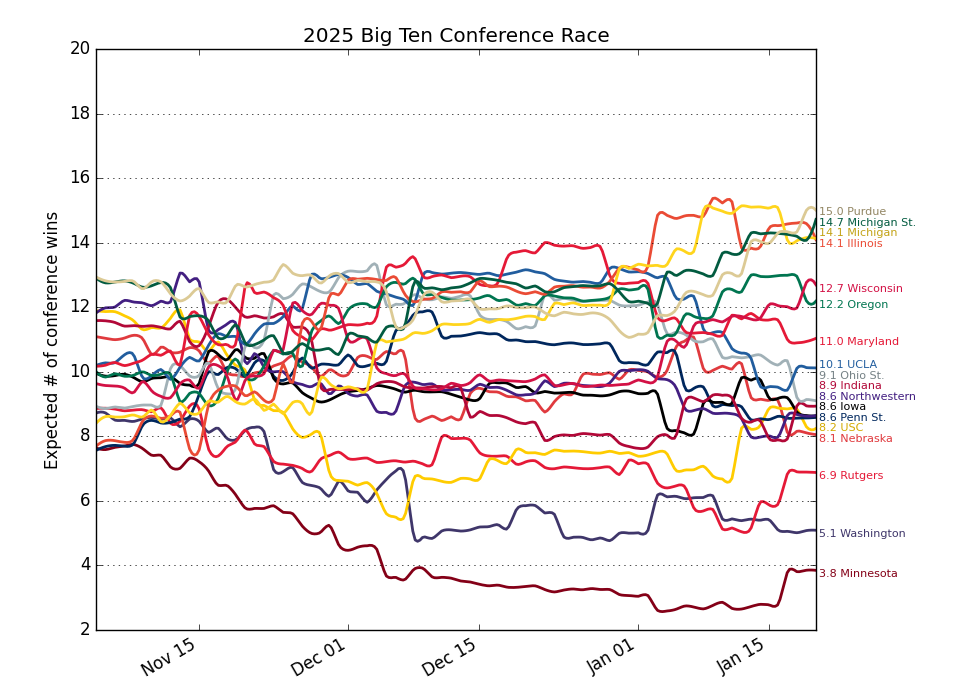 2025 Big Ten Conference Race
Expected # of conference wins
20
18
16
14
12
10
8
6
4
2
Nov 15
Dec 01
Dec 15
Jan 01
Jan 15
15.0 Purdue
14.7 Michigan St.
14.1 Michigan
14.1 Illinois
12.7 Wisconsin
12.2 Oregon
11.0 Maryland
10.1 UCLA
9.1 Ohio St.
8.9 Indiana
8.6 Northwestern
8.6 Iowa
8.6 Penn St.
8.2 USC
8.1 Nebraska
6.9 Rutgers
5.1 Washington
3.8 Minnesota